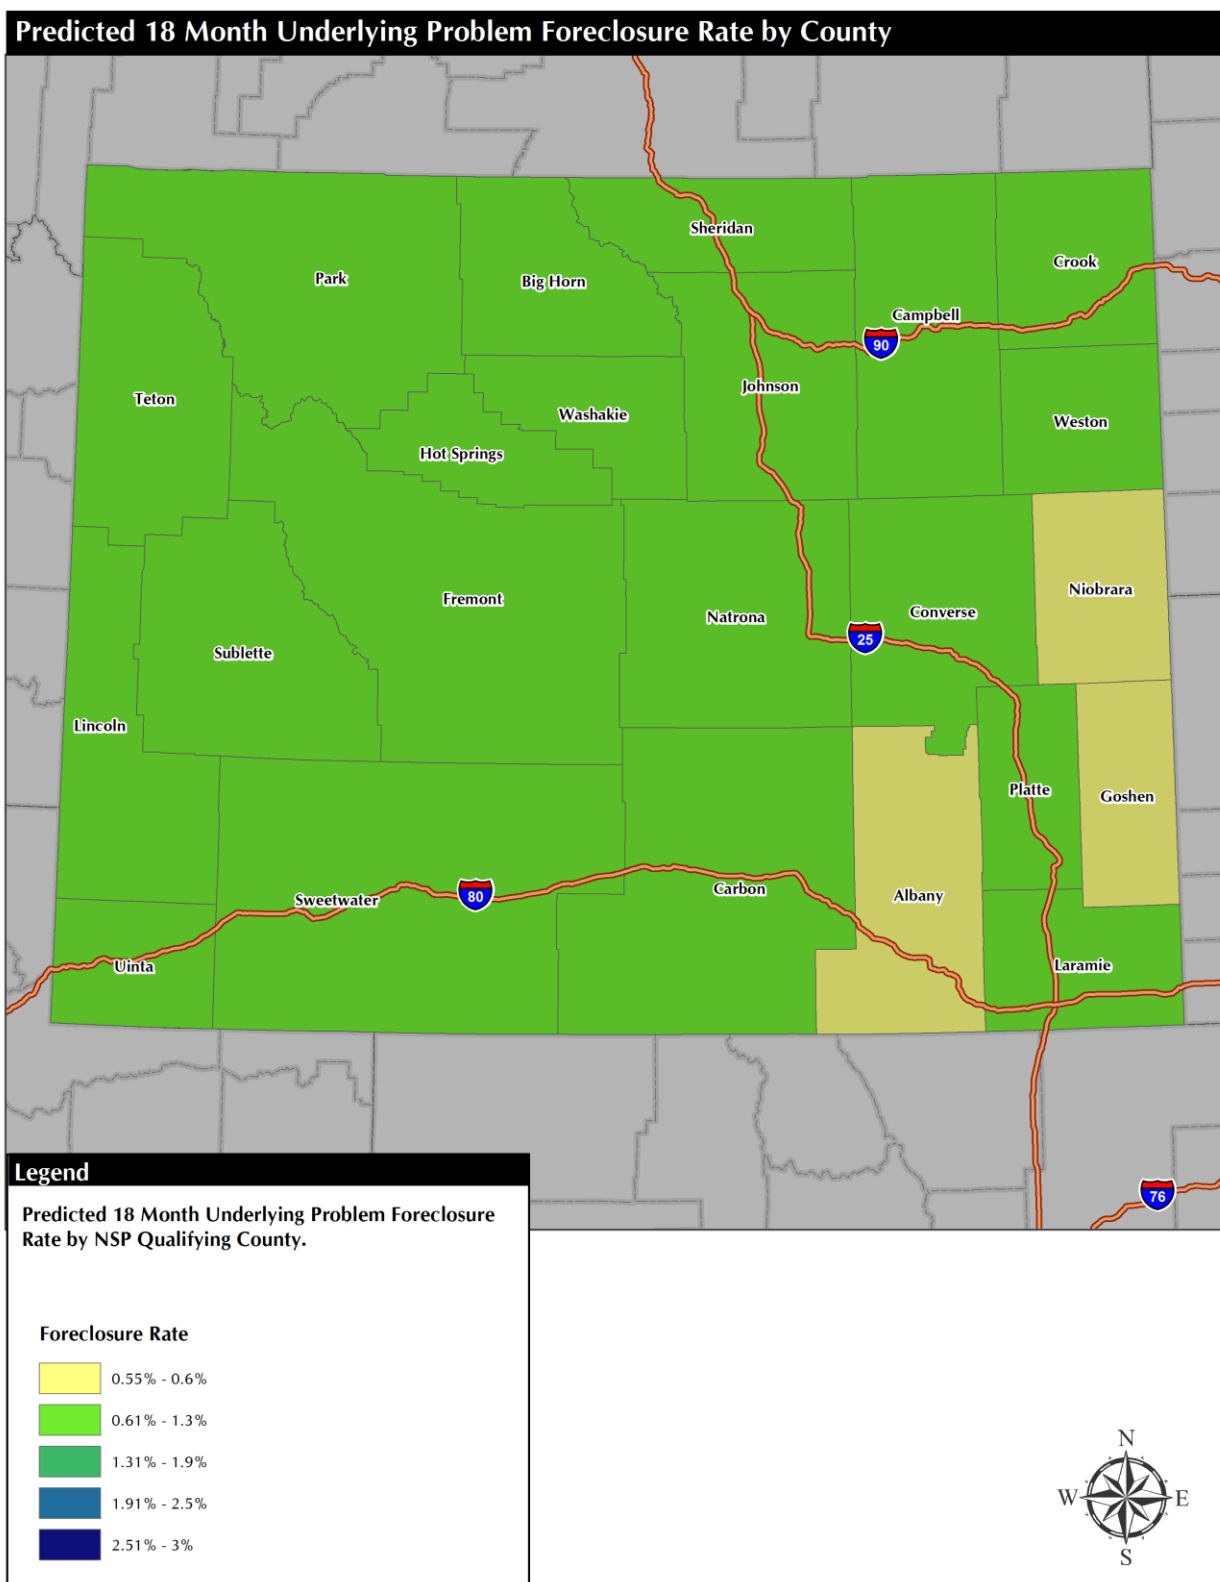 Predicted 18 Month Underlying Problem Foreclosure Rate by County
Sheridan
Crook
Park
Big Horn
Campbell
90
Johnson
Teton
Washakie
Weston
Hot Springs
Niobrara
Fremont
Converse
Natrona
25
Sublette
Lincoln
Platte
Goshen
Carbon
Albany
80
Sweetwater
Uinta
Laramie
76
Legend
Predicted 18 Month Underlying Problem Foreclosure
Rate by NSP Qualifying County.
Foreclosure Rate
0.55% - 0.6%
0.61% - 1.3%
1.31% - 1.9%
1.91% - 2.5%
2.51% - 3%
N
W E
S